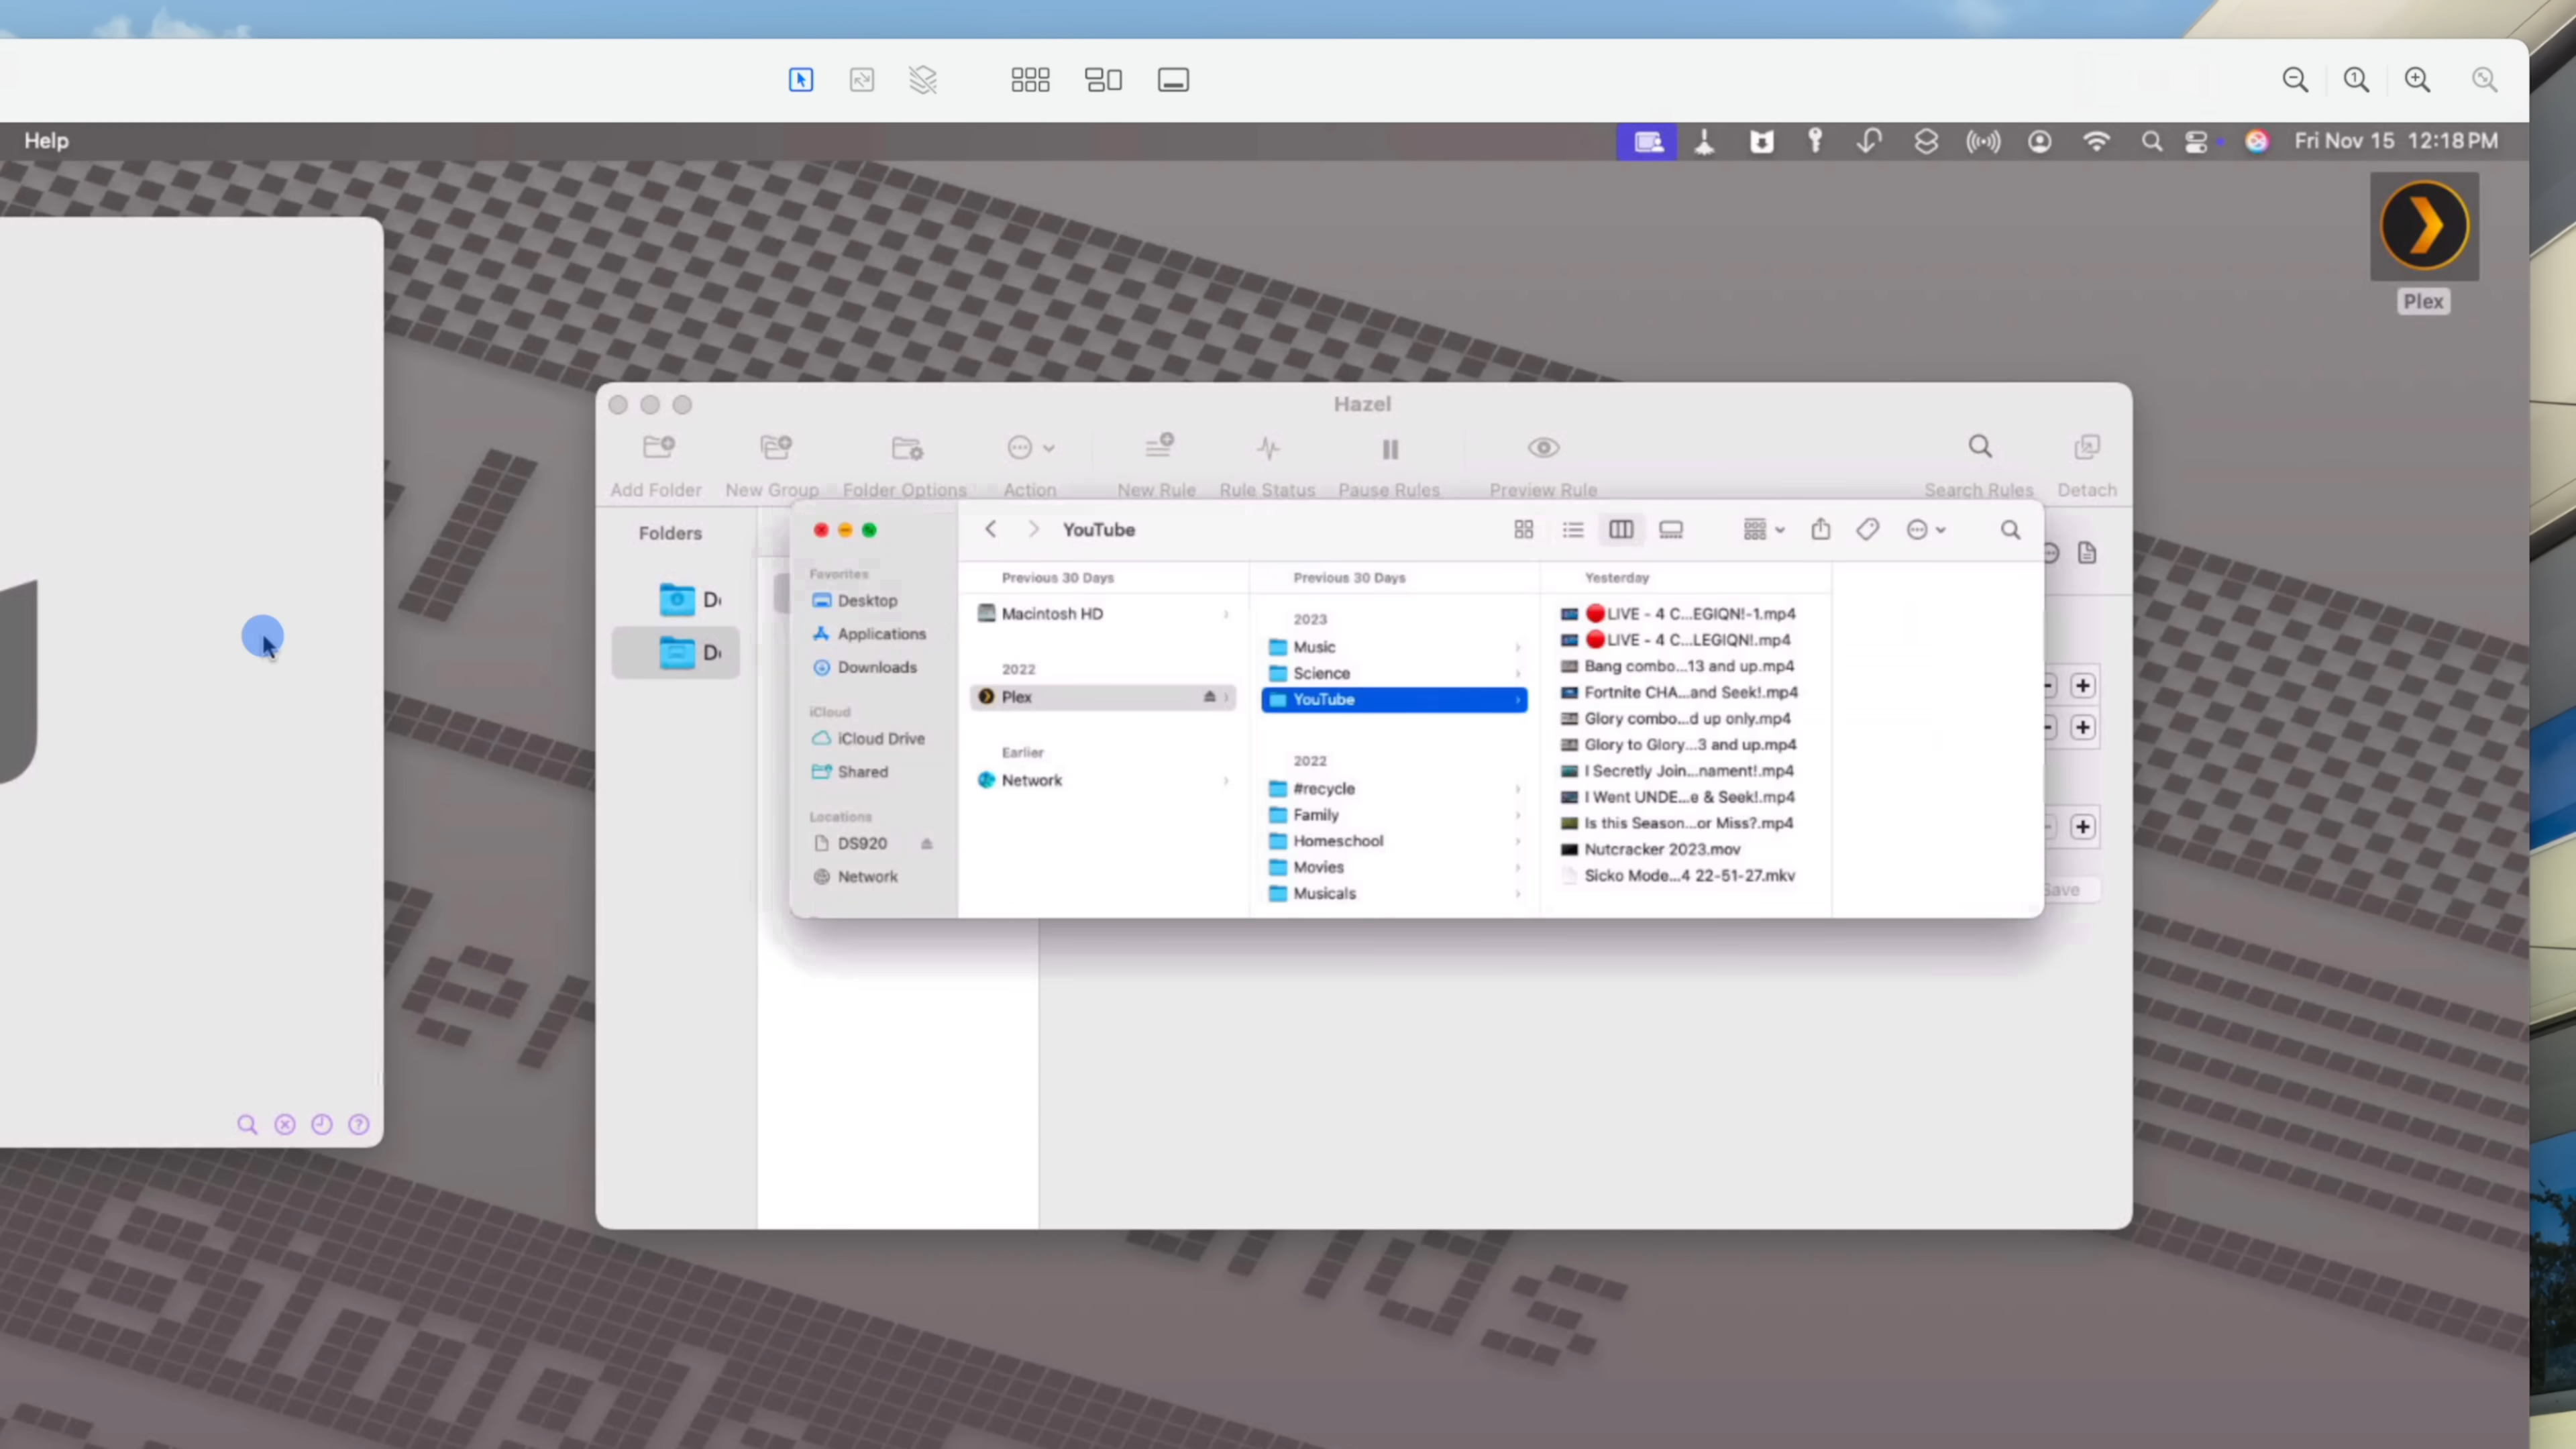 Help
Fri Nov 15 12:18 PM
Plex
Hazel
Add Folder New Group Folder Options Action New Rule Rule Status Pause Rules Preview Rule Search Rules Detach
Folders
YouTube
Favorites
Desktop
Applications
Downloads
iCloud
iCloud Drive
Shared
Locations
DS920
Network
Previous 30 Days
Macintosh HD
2022
Plex
Earlier
Network
Previous 30 Days
2023
Music
Science
YouTube
2022
#recycle
Family
Homeschool
Movies
Musicals
Yesterday
LIVE - 4 C...EGIQN!-1.mp4
LIVE - 4 C...LEGIQN!.mp4
Bang combo...13 and up.mp4
Fortnite CHA...and Seek!.mp4
Glory combo...d up only.mp4
Glory to Glory...3 and up.mp4
I Secretly Join...nament!.mp4
I Went UNDE...e & Seek!.mp4
Is this Season...or Miss?.mp4
Nutcracker 2023.mov
Sicko Mode...4 22-51-27.mkv
Save